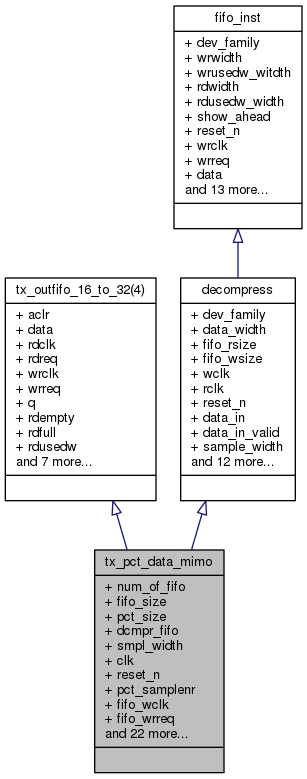 fifo_inst
+ dev_family
+ wrwidth
+ wrusedw_witdth
+ rdwidth
+ rdusedw_width
+ show_ahead
+ reset_n
+ wrclk
+ wrreq
+ data
and 13 more...
tx_outfifo_16_to_32(4)
+ aclr
+ data
+ rdclk
+ rdreq
+ wrclk
+ wrreq
+ q
+ rdempty
+ rdfull
+ rdusedw
and 7 more...
decompress
+ dev_family
+ data_width
+ fifo_rsize
+ fifo_wsize
+ wclk
+ rclk
+ reset_n
+ data_in
+ data_in_valid
+ sample_width
and 12 more...
tx_pct_data_mimo
+ num_of_fifo
+ fifo_size
+ pct_size
+ dcmpr_fifo
+ smpl_width
+ clk
+ reset_n
+ pct_samplenr
+ fifo_wclk
+ fifo_wrreq
and 22 more...